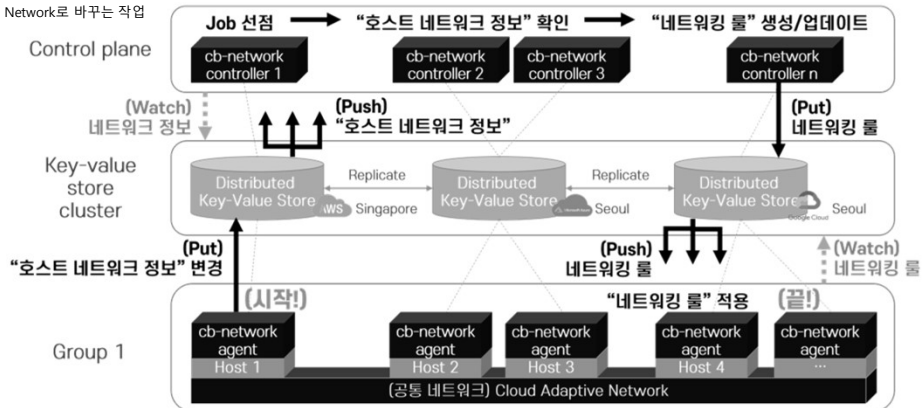 Network로 바꾸는 작업
Job 선점
"호스트 네트워크 정보" 확인
"네트워킹 룰" 생성/업데이트
Control plane
cb-network
controller 1
cb-network
controller 2
cb-network
controller 3
cb-network
controller n
(Watch)
네트워크 정보
(Push)
"호스트 네트워크 정보"
(Put)
네트워킹 룰
Key-value
store
cluster
Distributed
Key-Value Store
AWS
Singapore
Replicate
Distributed
Key-Value Store
Microsoft Azure
Seoul
Replicate
Distributed
Key-Value Store
Google Cloud
Seoul
(Put)
"호스트 네트워크 정보" 변경
(Push)
네트워킹 룰
(Watch)
네트워킹 룰
(시작!)
"네트워킹 룰" 적용
(끝!)
Group 1
cb-network
agent
Host 1
cb-network
agent
Host 2
cb-network
agent
Host 3
cb-network
agent
Host 4
cb-network
agent
...
(공통 네트워크) Cloud Adaptive Network